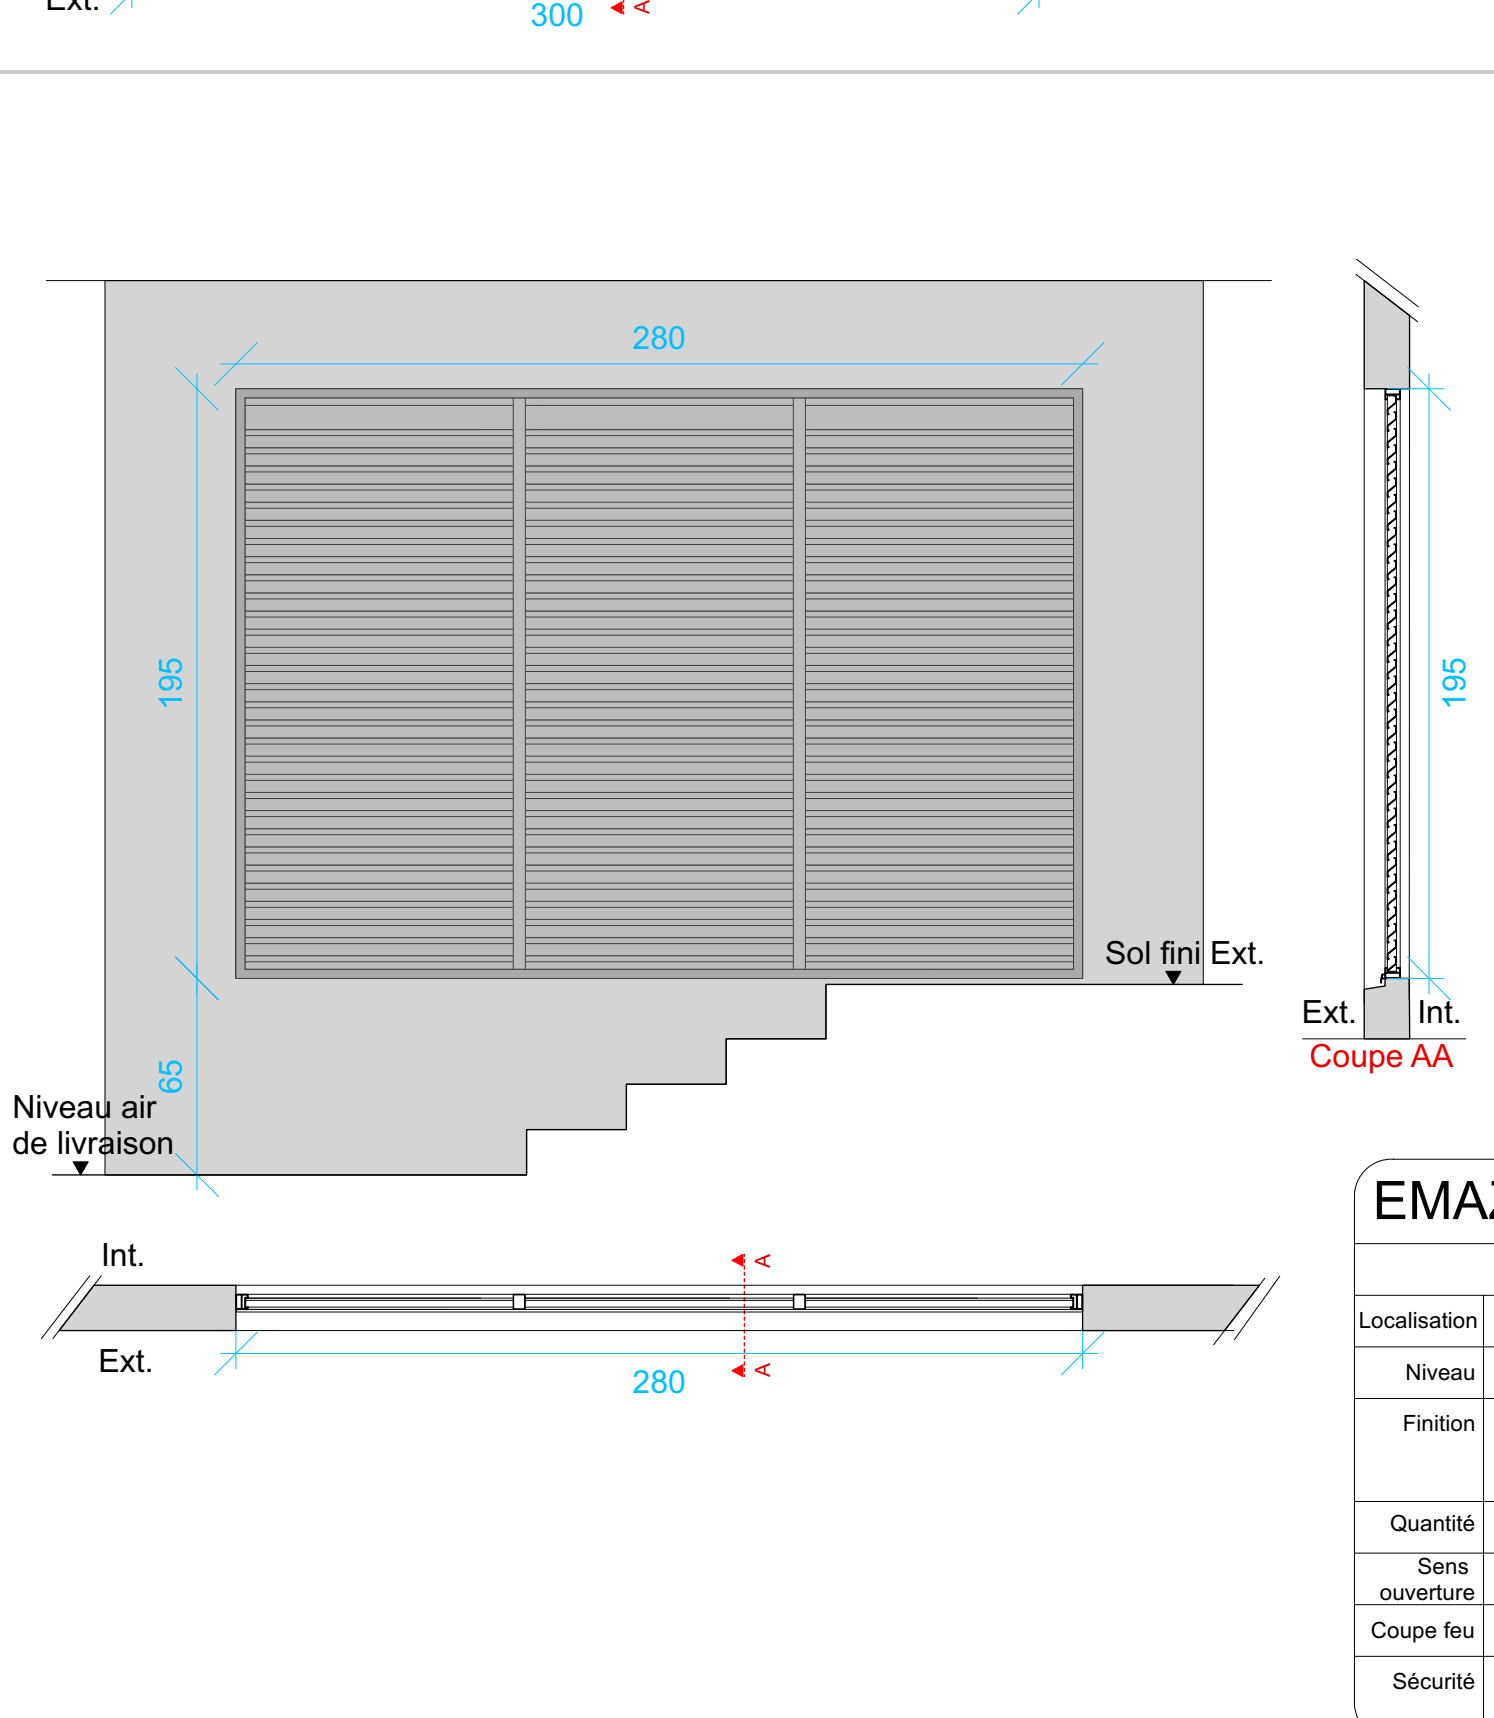 Ext.
300
A
280
195
195
Sol fini Ext.
Ext.
Int.
Coupe AA
65
Niveau air
de livraison
Int.
A
Ext.
280
A
Localisation
Niveau
Finition
Quantité
Sens
ouverture
Coupe feu
Sécurité